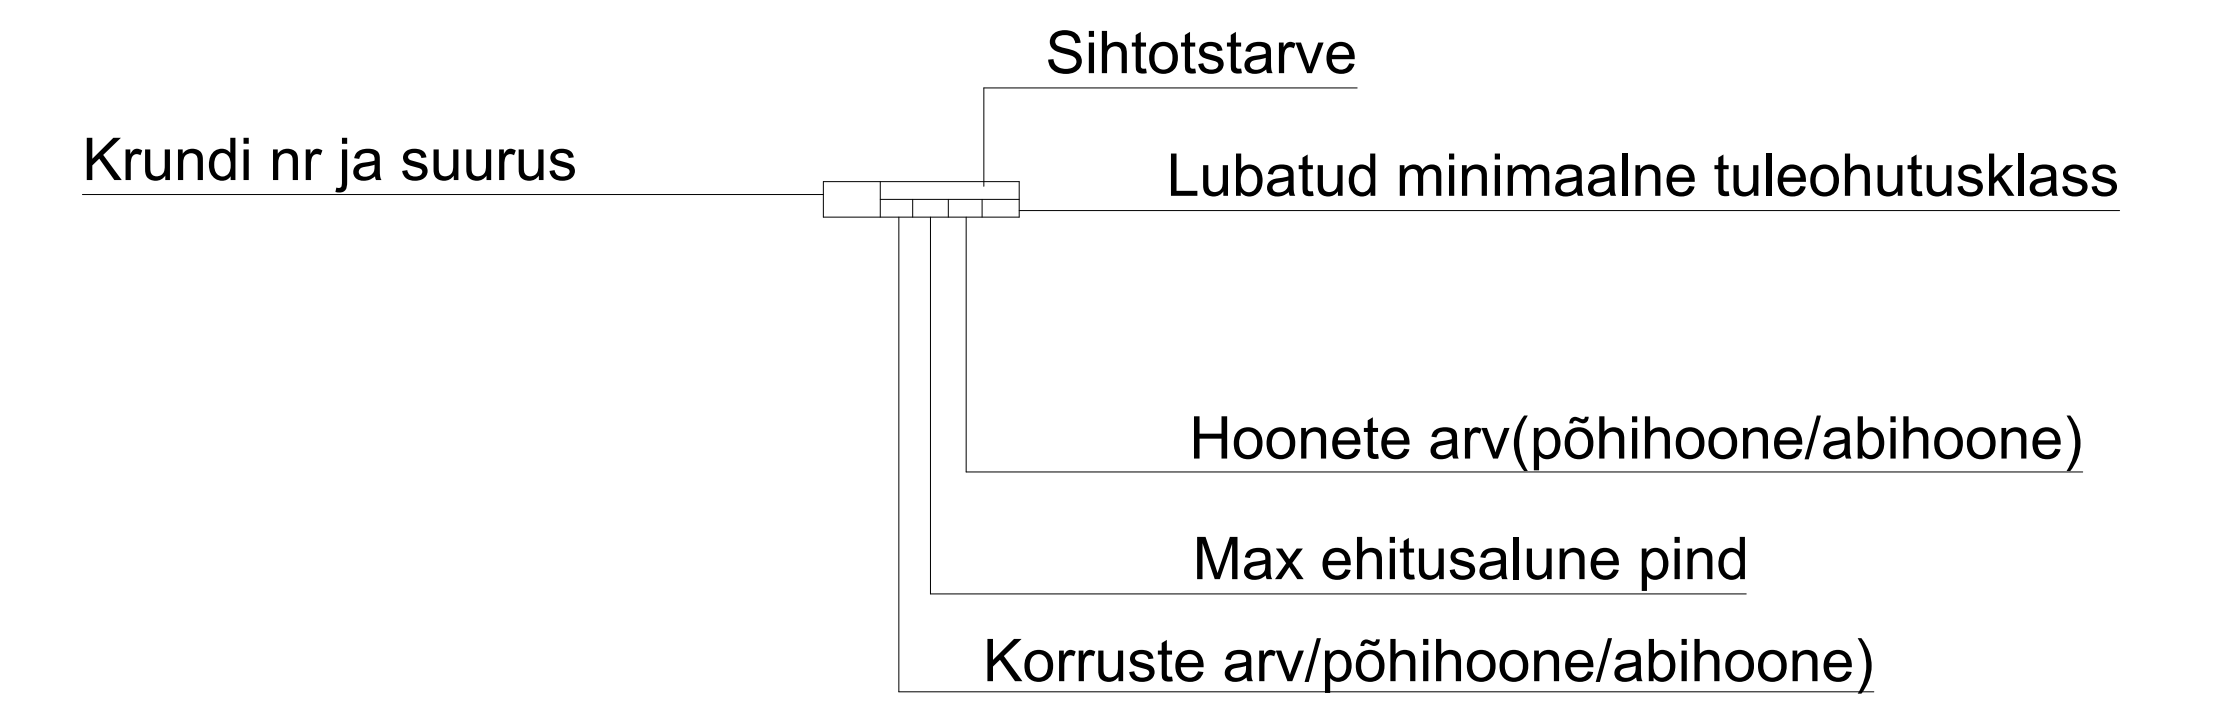 Sihtotstarve
Krundi nr ja suurus
Lubatud minimaalne tuleohutusklass
Hoonete arv(põhihoone/abihoone)
Max ehitusalune pind
Korruste arv/põhihoone/abihoone)